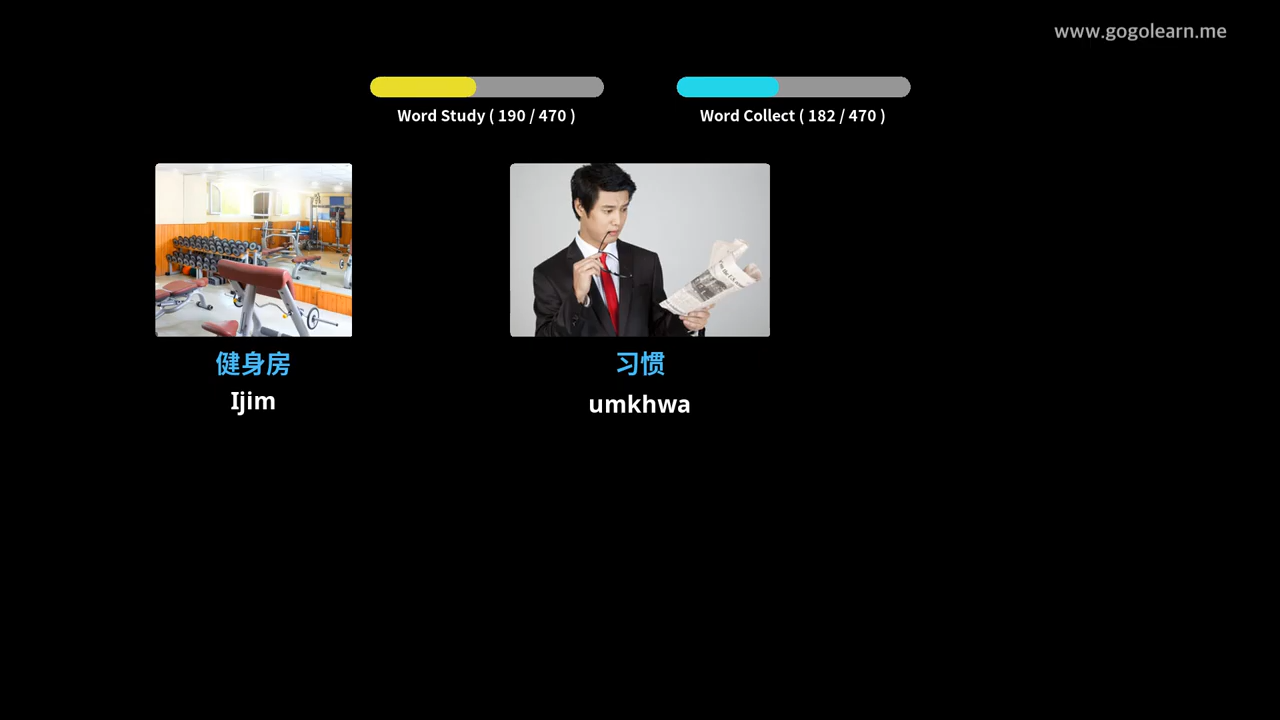 www.gogolearn.me
Word Study ( 190 / 470 )
Word Collect ( 182 / 470 )
健身房
Ijim
习惯
umkhwa